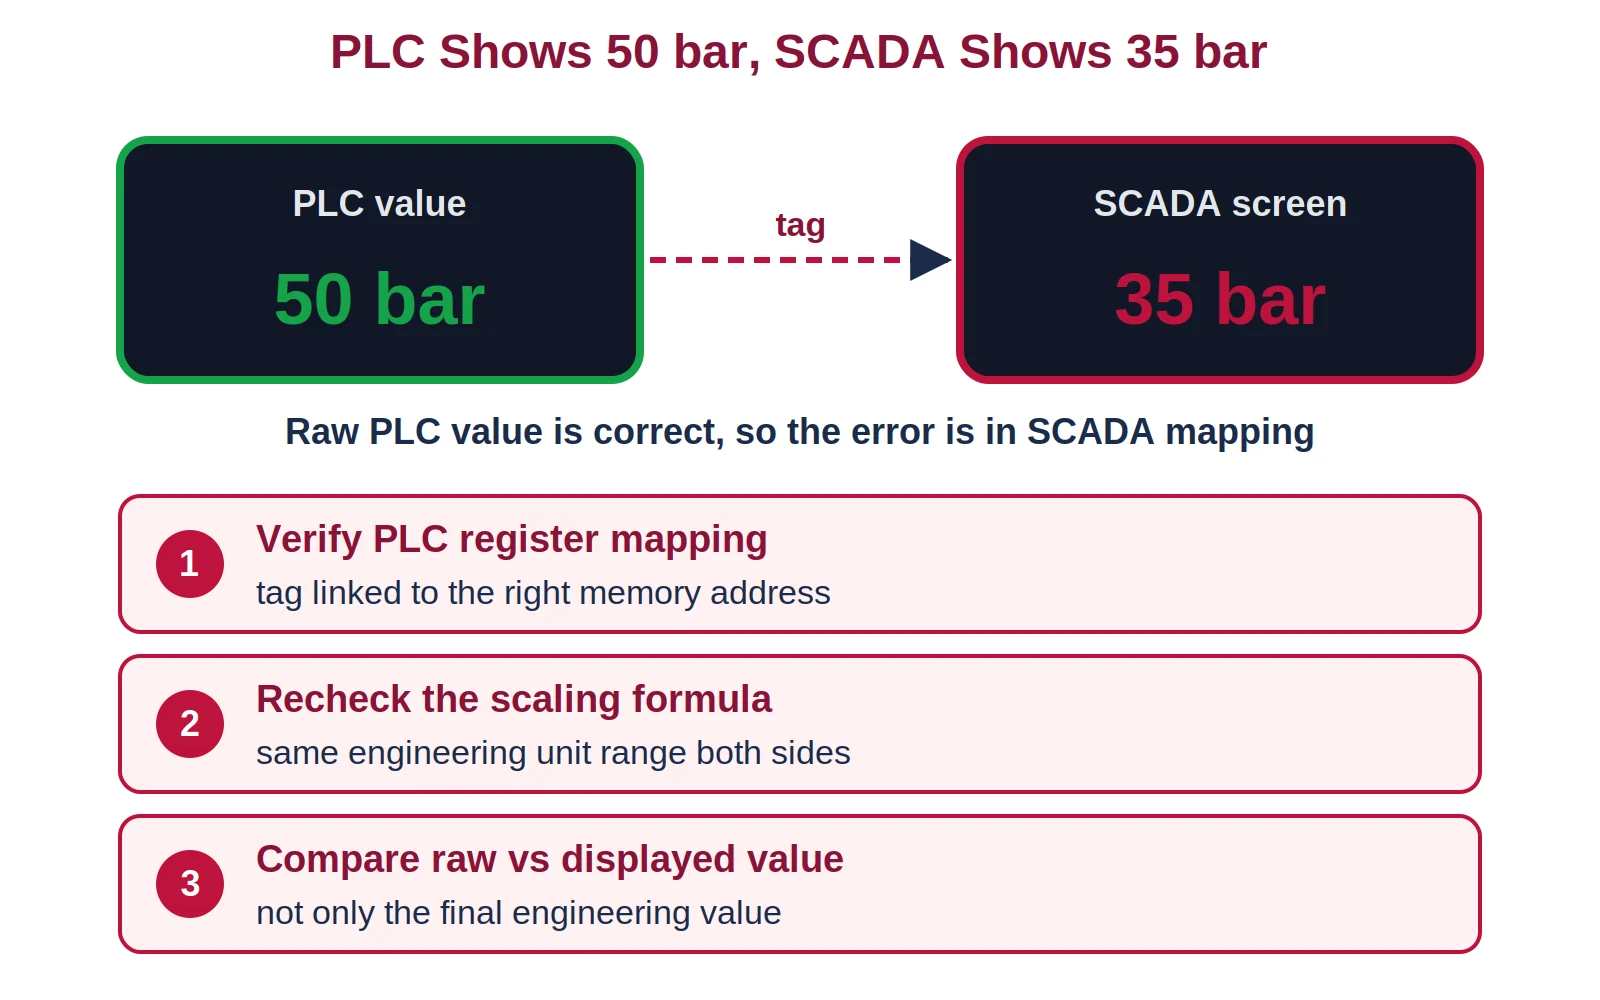 PLC Shows 50 bar, SCADA Shows 35 bar
PLC value
50 bar
tag
SCADA screen
35 bar
Raw PLC value is correct, so the error is in SCADA mapping
1
Verify PLC register mapping
tag linked to the right memory address
2
Recheck the scaling formula
same engineering unit range both sides
3
Compare raw vs displayed value
not only the final engineering value